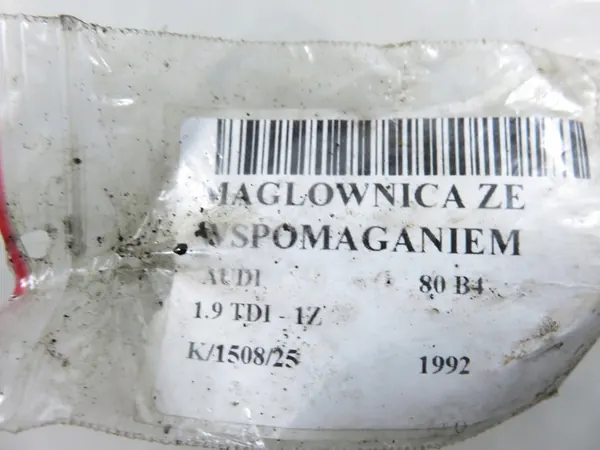 MAGLOWNICA ZE
WSPOMAGANIEM
AUDI 80 B4
1.9 TDI - 1Z
K/1508/25 1992